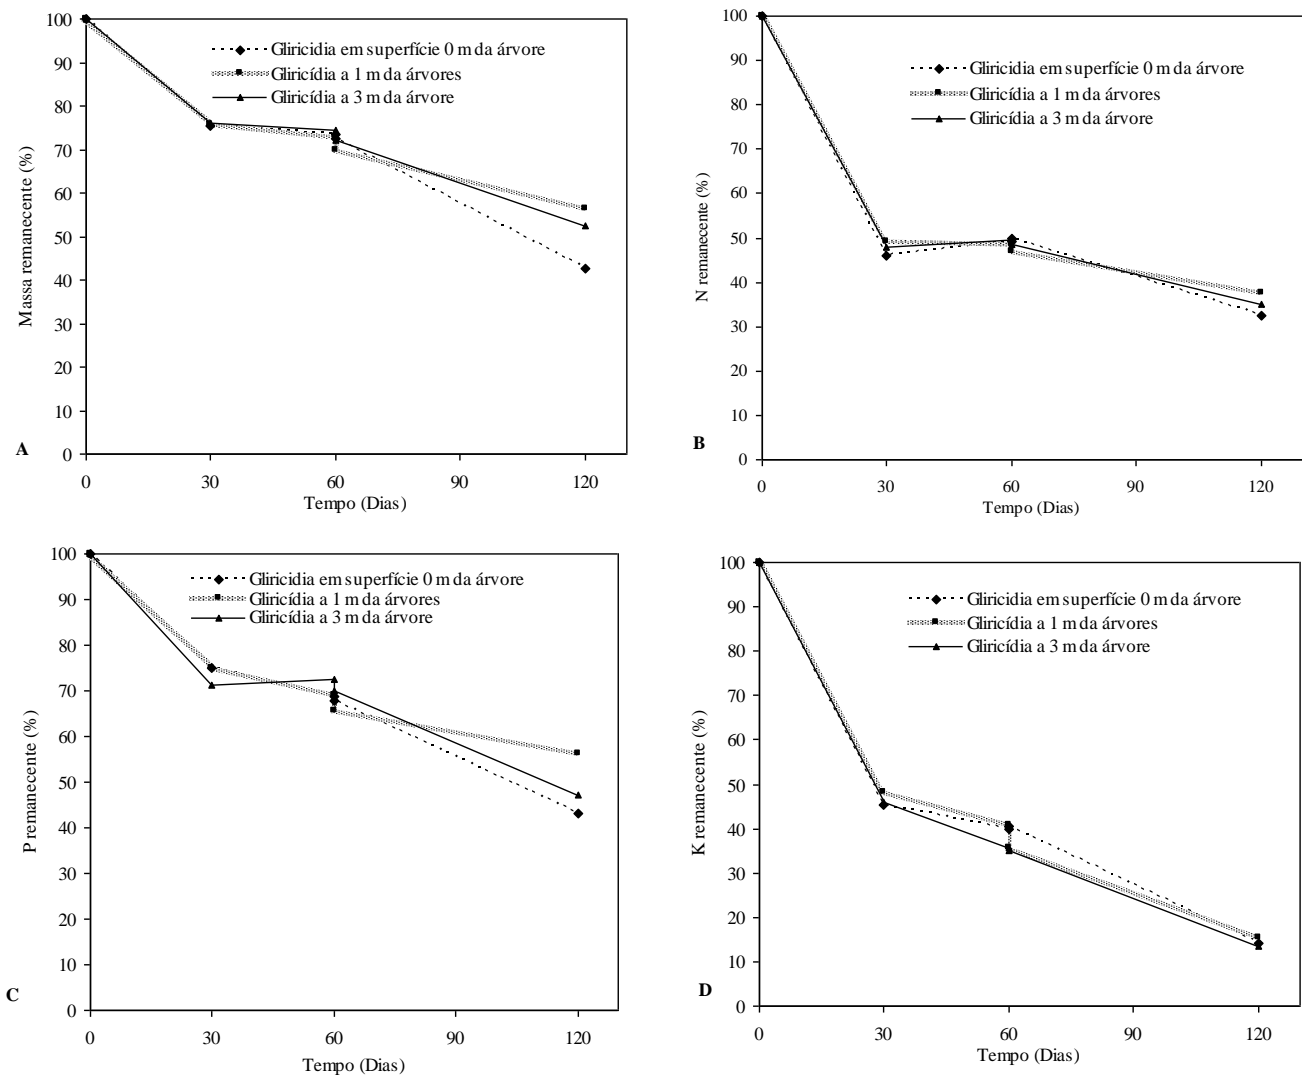 100
90
80
70
60
50
40
30
20
10
0
Massa remanecente (%)
Gliricidia em superfície 0 m da árvore
Gliricídia a 1 m da árvores
Gliricídia a 3 m da árvore
A
0 30 60 90 120
Tempo (Dias)
100
90
80
70
60
50
40
30
20
10
0
N remanecente (%)
Gliricidia em superfície 0 m da árvore
Gliricídia a 1 m da árvores
Gliricídia a 3 m da árvore
B
0 30 60 90 120
Tempo (Dias)
100
90
80
70
60
50
40
30
20
10
0
P remanecente (%)
Gliricidia em superfície 0 m da árvore
Gliricídia a 1 m da árvores
Gliricídia a 3 m da árvore
C
0 30 60 90 120
Tempo (Dias)
100
90
80
70
60
50
40
30
20
10
0
K remanecente (%)
Gliricidia em superfície 0 m da árvore
Gliricídia a 1 m da árvores
Gliricídia a 3 m da árvore
D
0 30 60 90 120
Tempo (Dias)